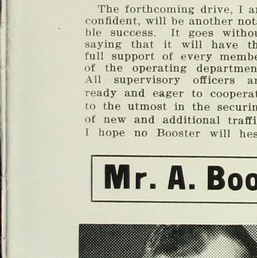 The forthcoming drive, I a
confident, will be another not
ble success. It goes withou
saying that it will have th
full support of every membe
of the operating departmen
All supervisory officers a
ready and eager to cooperat
to the utmost in the securin
of new and additional traffi
I hope no Booster will hes
Mr. A. Boo